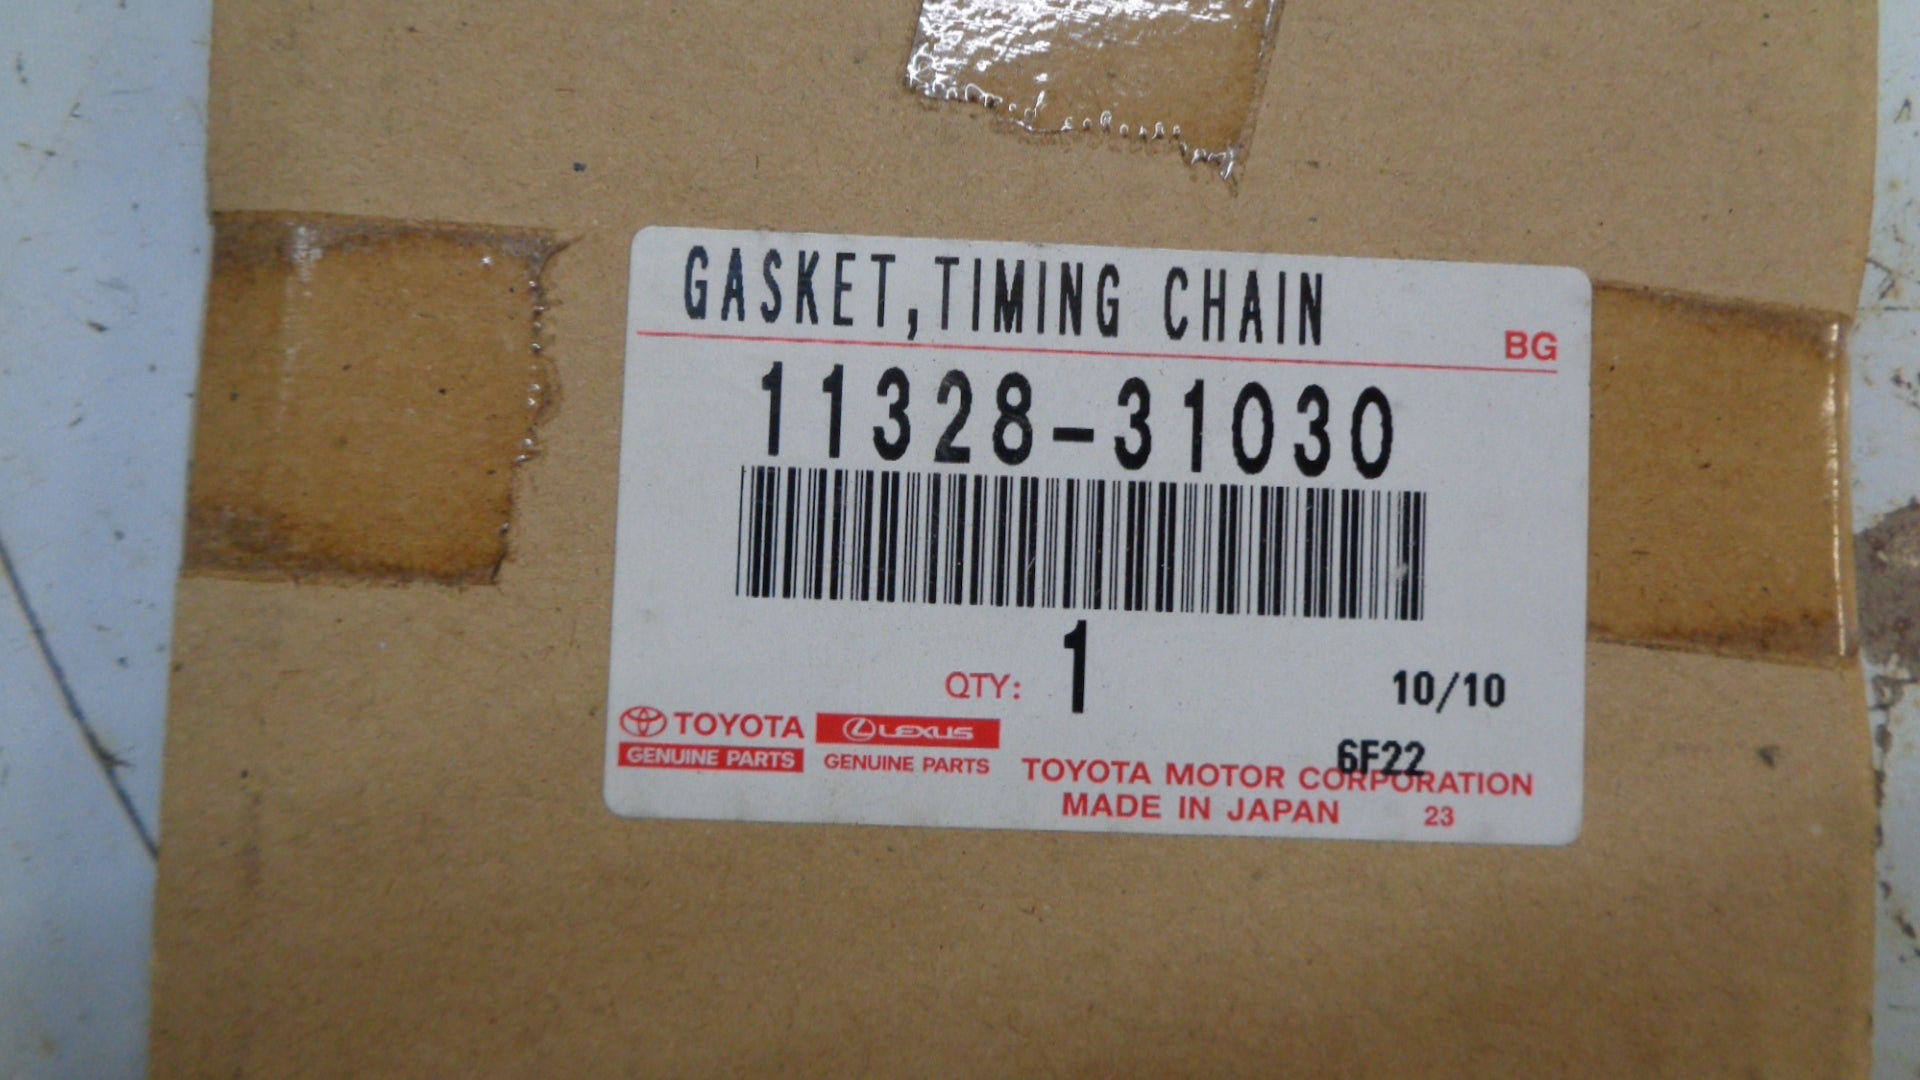 GASKET,TIMING CHAIN
BG
11328-31030
QTY: 1
10/10
TOYOTA LEXUS
6F22
GENUINE PARTS GENUINE PARTS
TOYOTA MOTOR CORPORATION
MADE IN JAPAN 23